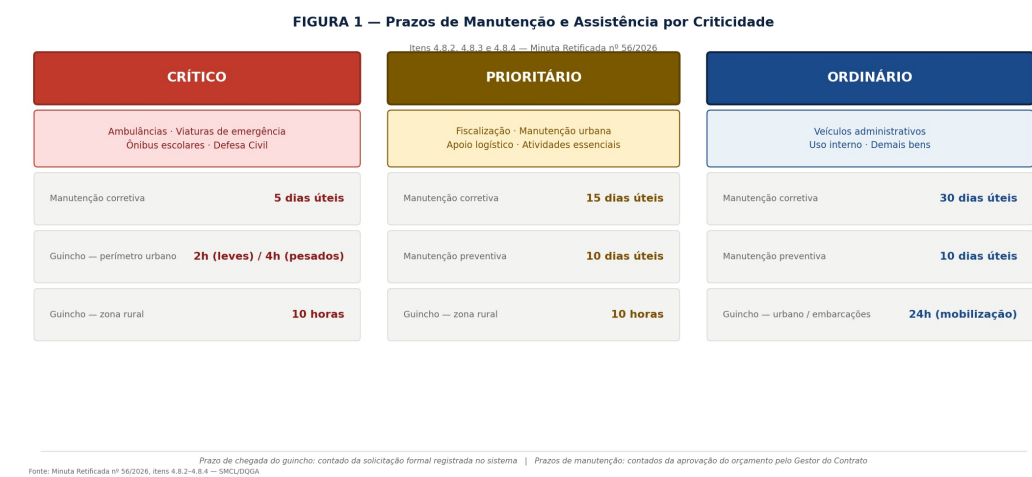 FIGURA 1 — Prazos de Manutenção e Assistência por Criticidade
Itens 4.8.2, 4.8.3 e 4.8.4 — Minuta Retificada nº 56/2026
CRÍTICO
Ambulâncias · Viaturas de emergência
Ônibus escolares · Defesa Civil
Manutenção corretiva 5 dias úteis
Guincho — perímetro urbano 2h (leves) / 4h (pesados)
Guincho — zona rural 10 horas
PRIORITÁRIO
Fiscalização · Manutenção urbana
Apoio logístico · Atividades essenciais
Manutenção corretiva 15 dias úteis
Manutenção preventiva 10 dias úteis
Guincho — zona rural 10 horas
ORDINÁRIO
Veículos administrativos
Uso interno · Demais bens
Manutenção corretiva 30 dias úteis
Manutenção preventiva 10 dias úteis
Guincho — urbano / embarcações 24h (mobilização)
Prazo de chegada do guincho: contado da solicitação formal registrada no sistema | Prazos de manutenção: contados da aprovação do orçamento pelo Gestor do Contrato
Fonte: Minuta Retificada nº 56/2026, itens 4.8.2–4.8.4 — SMCL/DQGA